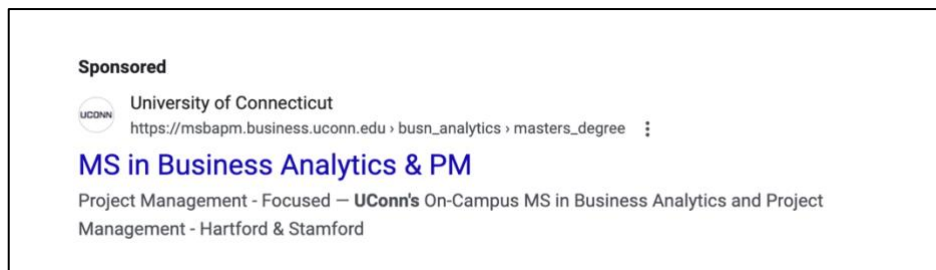 Sponsored
UCONN
University of Connecticut
https://msbapm.business.uconn.edu › busn_analytics › masters_degree
MS in Business Analytics & PM
Project Management - Focused — UConn's On-Campus MS in Business Analytics and Project
Management - Hartford & Stamford